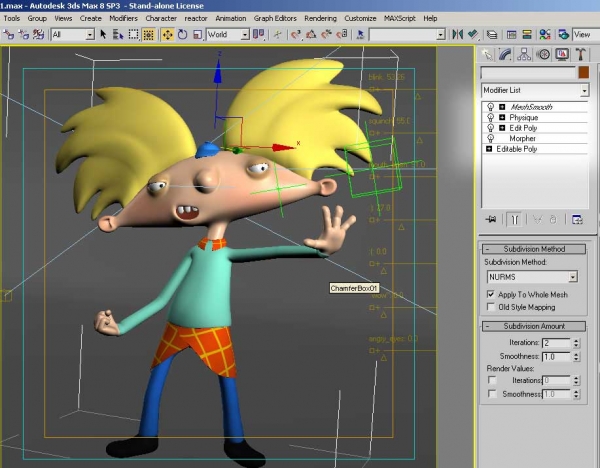 1.max - Autodesk 3ds Max 8 SP3 - Stand-alone License
Tools Group Views Create Modifiers Character reactor Animation Graph Editors Rendering Customize MAXScript Help
All World View
Modifier List
MeshSmooth
Physique
Edit Poly
Morpher
Editable Poly
x
ChamferBox01
Subdivision Method
Subdivision Method:
NURMS
Apply To Whole Mesh
Old Style Mapping
Subdivision Amount
Iterations: 2
Smoothness: 1.0
Render Values:
Iterations: 0
Smoothness: 1.0